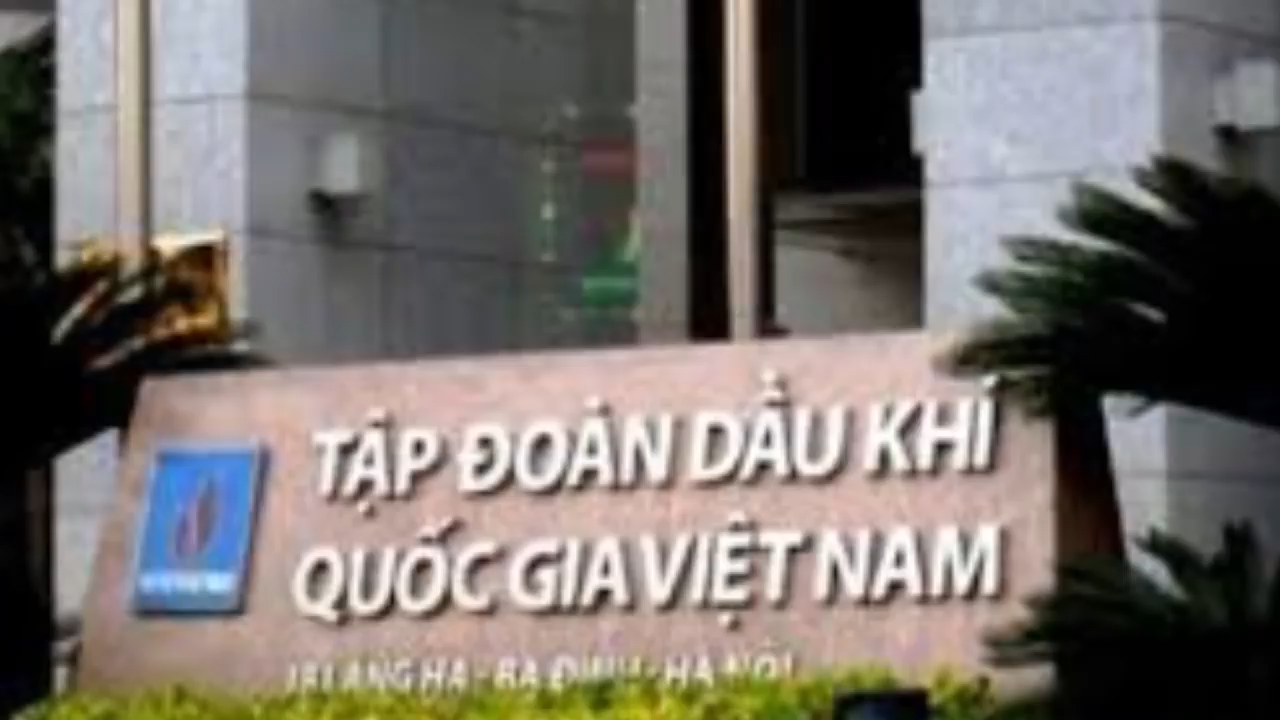 TẬP ĐOÀN DẦU KHÍ
QUỐC GIA VIỆT NAM
LÁNG HẠ - BA ĐÌNH - HÀ NỘI